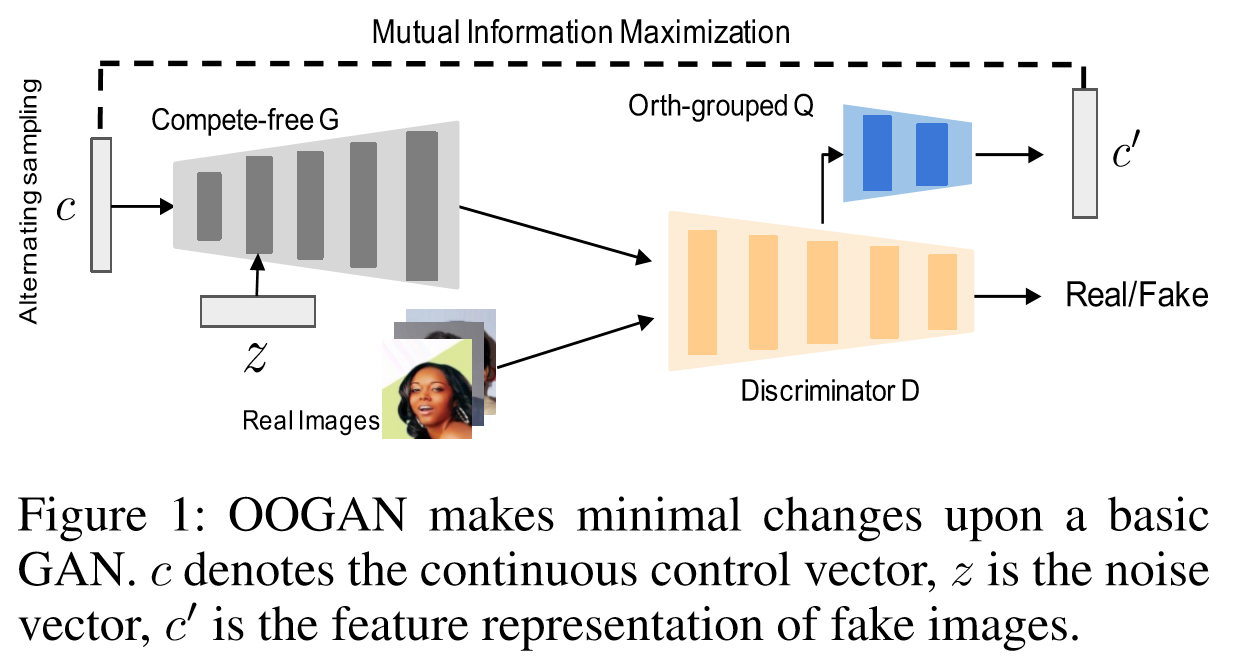 Mutual Information Maximization
Alternating sampling
Compete-free G
Orth-grouped Q
c
c′
z
Real/Fake
Real Images
Discriminator D
Figure 1: OOGAN makes minimal changes upon a basic
GAN. c denotes the continuous control vector, z is the noise
vector, c′ is the feature representation of fake images.